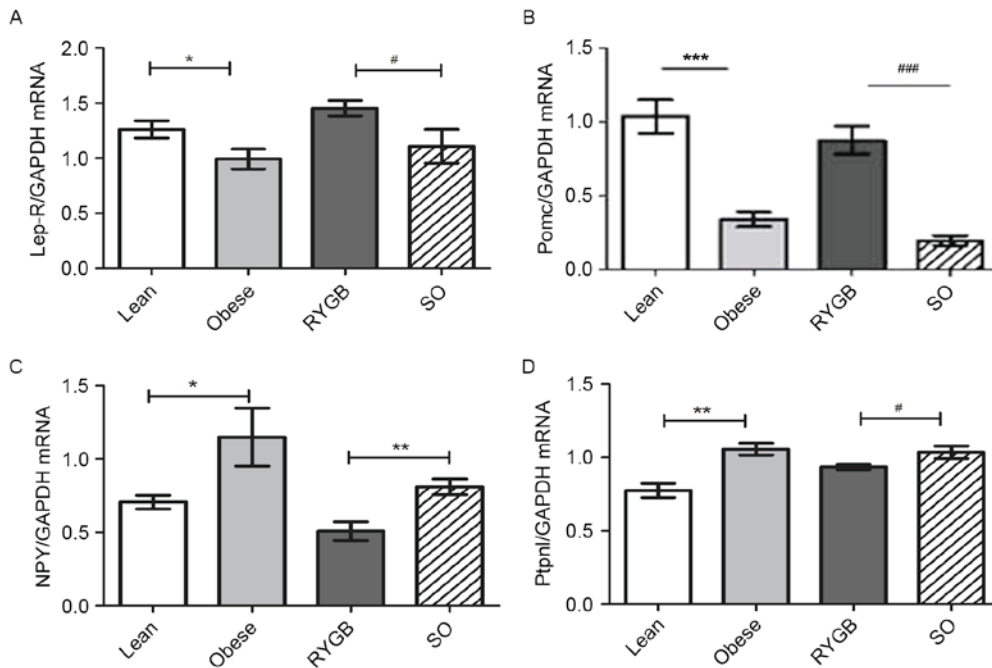 A
Lep-R/GAPDH mRNA
2.0
1.5
1.0
0.5
0.0
*
#
Lean
Obese
RYGB
SO
B
Pomc/GAPDH mRNA
1.5
1.0
0.5
0.0
***
###
Lean
Obese
RYGB
SO
C
NPY/GAPDH mRNA
1.5
1.0
0.5
0.0
*
**
Lean
Obese
RYGB
SO
D
Ptpnl/GAPDH mRNA
1.5
1.0
0.5
0.0
**
#
Lean
Obese
RYGB
SO